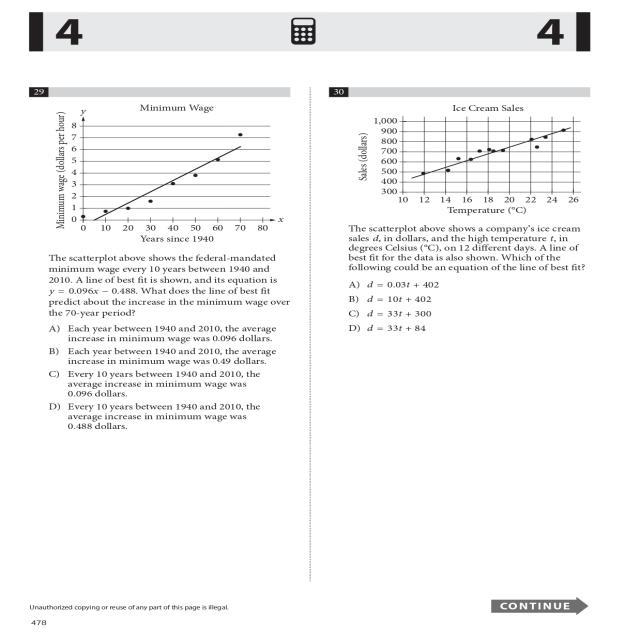 4
4
29
Minimum Wage
y
Minimum wage (dollars per hour)
8
7
6
5
4
3
2
1
0
0 10 20 30 40 50 60 70 80
x
Years since 1940
The scatterplot above shows the federal-mandated
minimum wage every 10 years between 1940 and
2010. A line of best fit is shown, and its equation is
y = 0.096x − 0.488. What does the line of best fit
predict about the increase in the minimum wage over
the 70-year period?
A) Each year between 1940 and 2010, the average
increase in minimum wage was 0.096 dollars.
B) Each year between 1940 and 2010, the average
increase in minimum wage was 0.49 dollars.
C) Every 10 years between 1940 and 2010, the
average increase in minimum wage was
0.096 dollars.
D) Every 10 years between 1940 and 2010, the
average increase in minimum wage was
0.488 dollars.
30
Ice Cream Sales
Sales (dollars)
1,000
900
800
700
600
500
400
300
10 12 14 16 18 20 22 24 26
Temperature (°C)
The scatterplot above shows a company's ice cream
sales d, in dollars, and the high temperature t, in
degrees Celsius (°C), on 12 different days. A line of
best fit for the data is also shown. Which of the
following could be an equation of the line of best fit?
A) d = 0.03t + 402
B) d = 10t + 402
C) d = 33t + 300
D) d = 33t + 84
Unauthorized copying or reuse of any part of this page is illegal.
CONTINUE
478